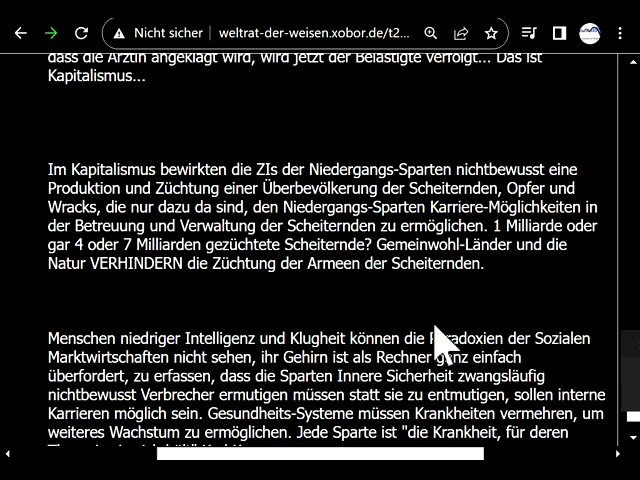 Nicht sicher
weltrat-der-weisen.xobor.de/t2...
dass die Ärztin angeklagt wird, wird jetzt der Belästigte verfolgt... Das ist
Kapitalismus...
Im Kapitalismus bewirkten die ZIs der Niedergangs-Sparten nichtbewusst eine
Produktion und Züchtung einer Überbevölkerung der Scheiternden, Opfer und
Wracks, die nur dazu da sind, den Niedergangs-Sparten Karriere-Möglichkeiten in
der Betreuung und Verwaltung der Scheiternden zu ermöglichen. 1 Milliarde oder
gar 4 oder 7 Milliarden gezüchtete Scheiternde? Gemeinwohl-Länder und die
Natur VERHINDERN die Züchtung der Armeen der Scheiternden.
Menschen niedriger Intelligenz und Klugheit können die Paradoxien der Sozialen
Marktwirtschaften nicht sehen, ihr Gehirn ist als Rechner ganz einfach
überfordert, zu erfassen, dass die Sparten Innere Sicherheit zwangsläufig
nichtbewusst Verbrecher ermutigen müssen statt sie zu entmutigen, sollen interne
Karrieren möglich sein. Gesundheits-Systeme müssen Krankheiten vermehren, um
weiteres Wachstum zu ermöglichen. Jede Sparte ist "die Krankheit, für deren